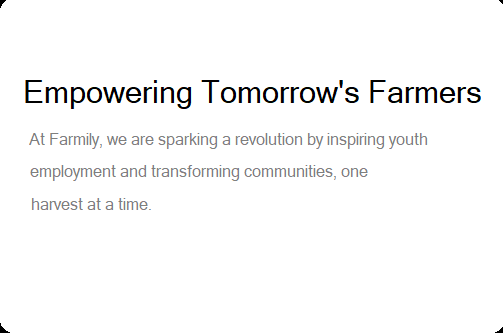 Empowering Tomorrow's Farmers
At Farmily, we are sparking a revolution by inspiring youth
employment and transforming communities, one
harvest at a time.